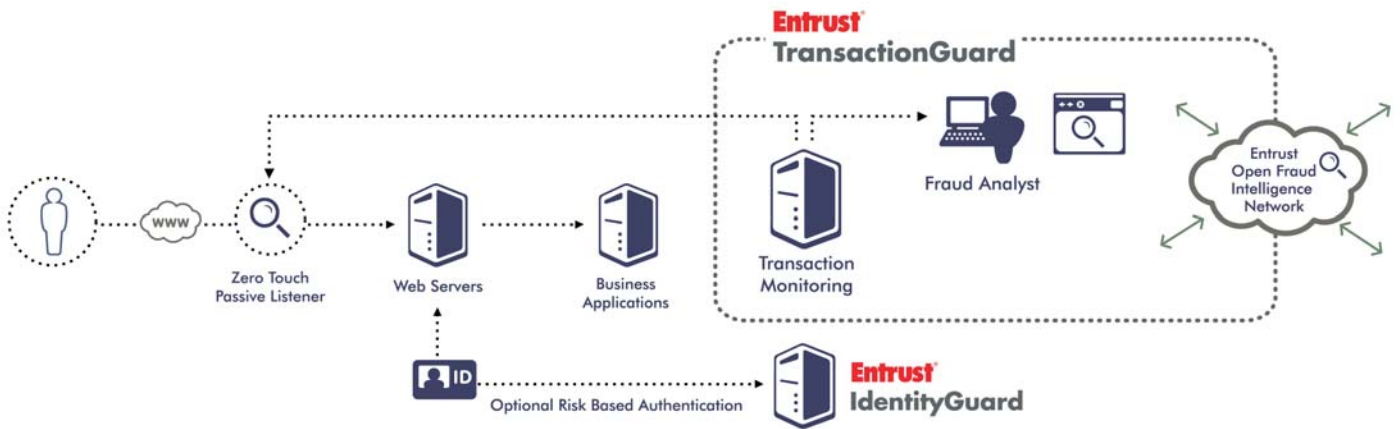 Entrust®
TransactionGuard
Fraud Analyst
Entrust
Open Fraud
Intelligence
Network
www
Zero Touch
Passive Listener
Web Servers
Business
Applications
Transaction
Monitoring
ID
Optional Risk Based Authentication
Entrust®
IdentityGuard